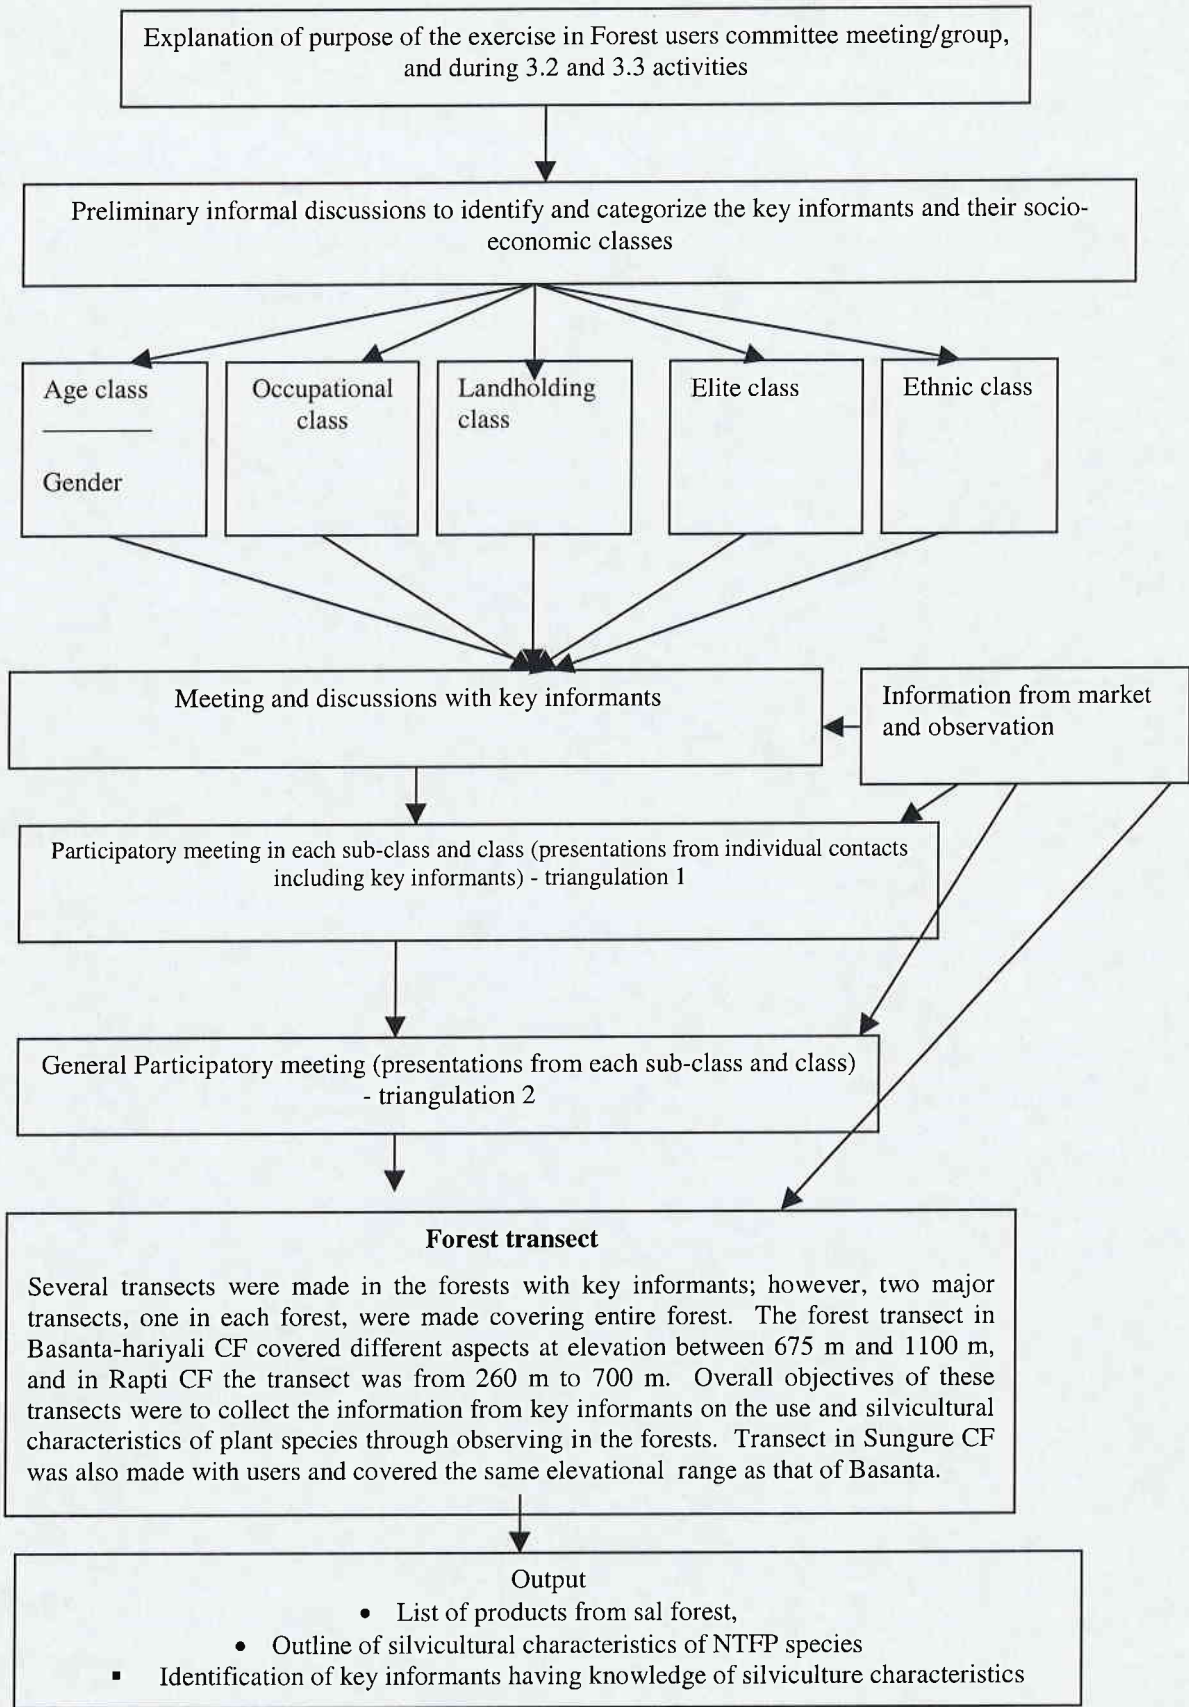 Explanation of purpose of the exercise in Forest users committee meeting/group,
and during 3.2 and 3.3 activities
Preliminary informal discussions to identify and categorize the key informants and their socio-
economic classes
Age class
Gender
Occupational
class
Landholding
class
Elite class
Ethnic class
Meeting and discussions with key informants
Information from market
and observation
Participatory meeting in each sub-class and class (presentations from individual contacts
including key informants) - triangulation 1
General Participatory meeting (presentations from each sub-class and class)
- triangulation 2
Forest transect
Several transects were made in the forests with key informants; however, two major
transects, one in each forest, were made covering entire forest. The forest transect in
Basanta-hariyali CF covered different aspects at elevation between 675 m and 1100 m,
and in Rapti CF the transect was from 260 m to 700 m. Overall objectives of these
transects were to collect the information from key informants on the use and silvicultural
characteristics of plant species through observing in the forests. Transect in Sungure CF
was also made with users and covered the same elevational range as that of Basanta.
Output
• List of products from sal forest,
• Outline of silvicultural characteristics of NTFP species
▪ Identification of key informants having knowledge of silviculture characteristics